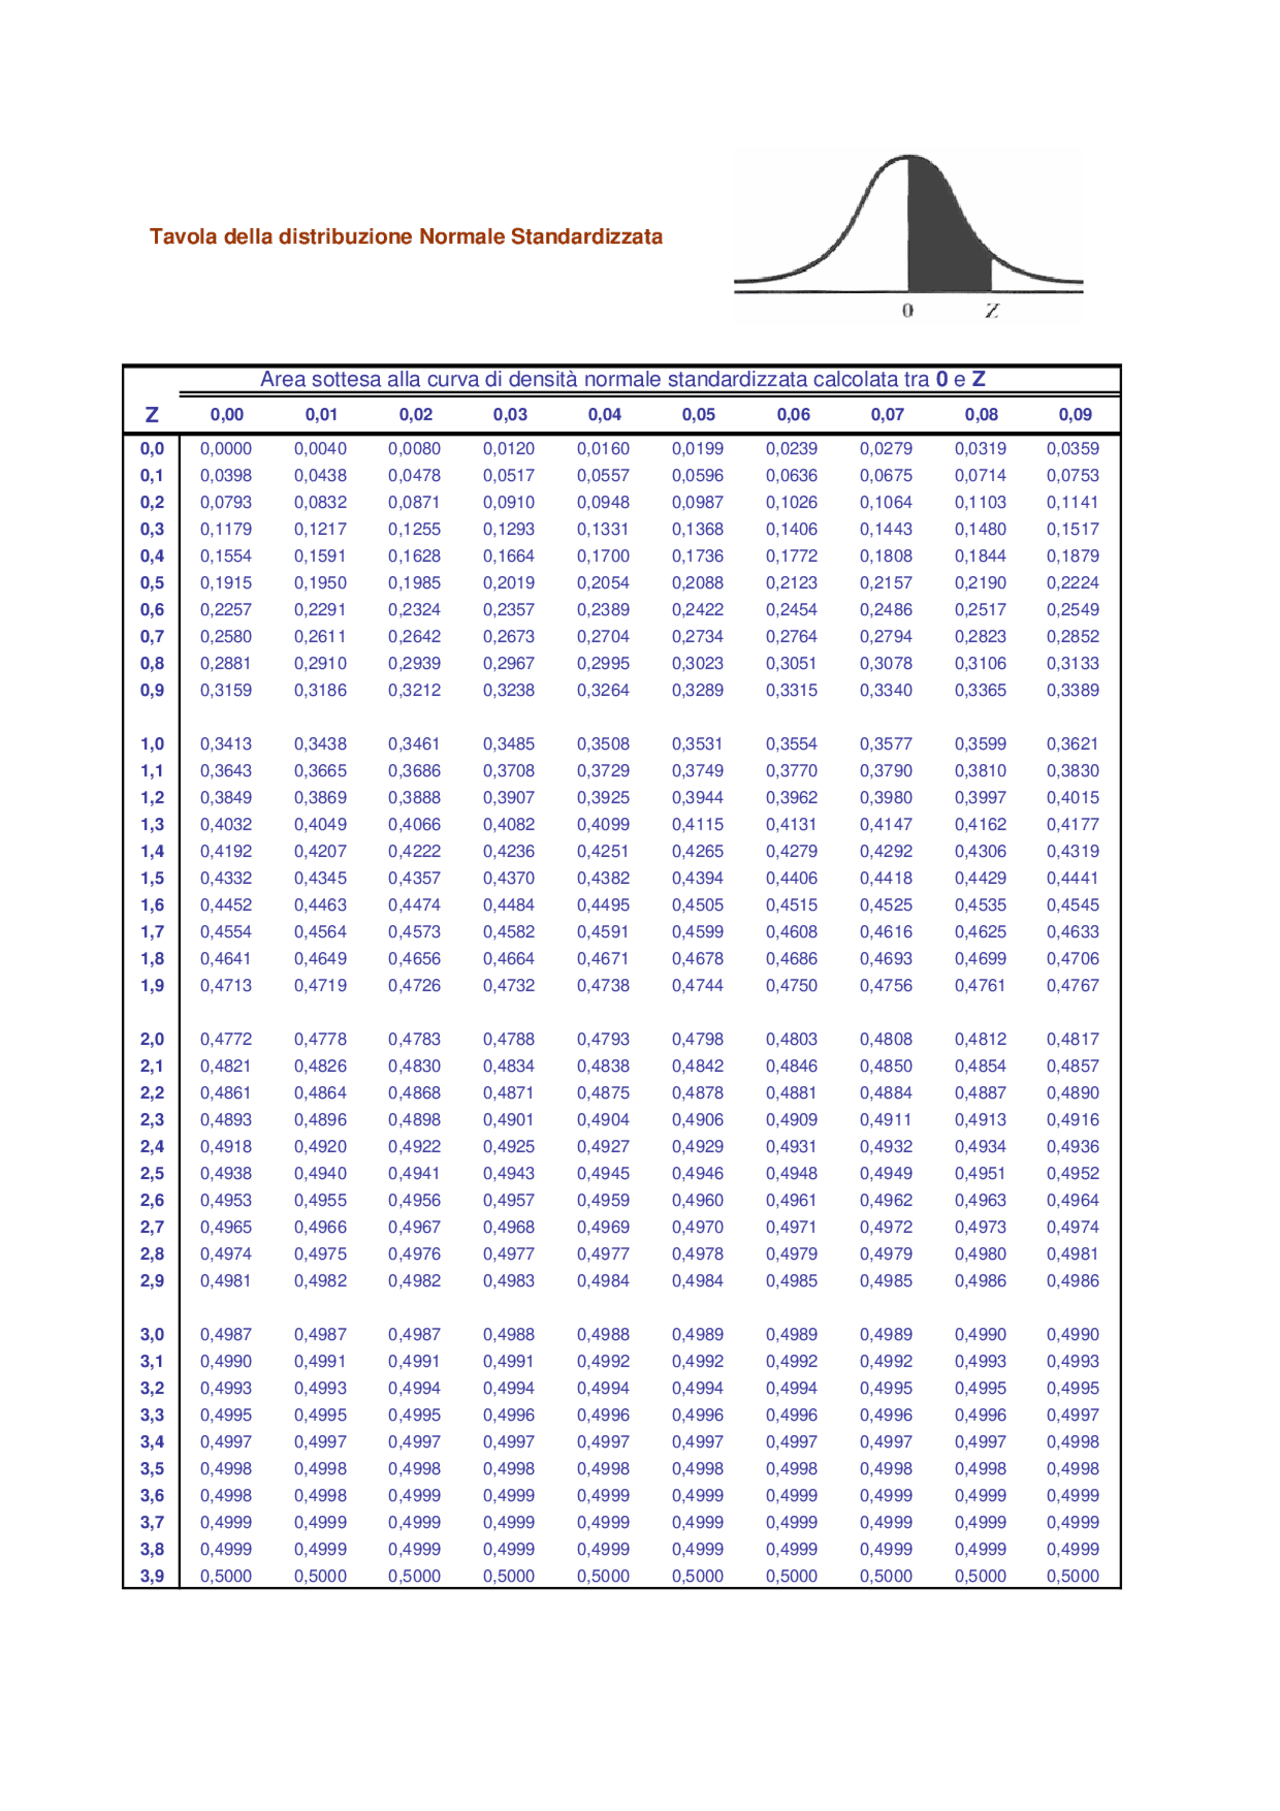 Tavola della distribuzione Normale Standardizzata
0 Z
Area sottesa alla curva di densità normale standardizzata calcolata tra 0 e Z
Z 0,00 0,01 0,02 0,03 0,04 0,05 0,06 0,07 0,08 0,09
0,0 0,0000 0,0040 0,0080 0,0120 0,0160 0,0199 0,0239 0,0279 0,0319 0,0359
0,1 0,0398 0,0438 0,0478 0,0517 0,0557 0,0596 0,0636 0,0675 0,0714 0,0753
0,2 0,0793 0,0832 0,0871 0,0910 0,0948 0,0987 0,1026 0,1064 0,1103 0,1141
0,3 0,1179 0,1217 0,1255 0,1293 0,1331 0,1368 0,1406 0,1443 0,1480 0,1517
0,4 0,1554 0,1591 0,1628 0,1664 0,1700 0,1736 0,1772 0,1808 0,1844 0,1879
0,5 0,1915 0,1950 0,1985 0,2019 0,2054 0,2088 0,2123 0,2157 0,2190 0,2224
0,6 0,2257 0,2291 0,2324 0,2357 0,2389 0,2422 0,2454 0,2486 0,2517 0,2549
0,7 0,2580 0,2611 0,2642 0,2673 0,2704 0,2734 0,2764 0,2794 0,2823 0,2852
0,8 0,2881 0,2910 0,2939 0,2967 0,2995 0,3023 0,3051 0,3078 0,3106 0,3133
0,9 0,3159 0,3186 0,3212 0,3238 0,3264 0,3289 0,3315 0,3340 0,3365 0,3389
1,0 0,3413 0,3438 0,3461 0,3485 0,3508 0,3531 0,3554 0,3577 0,3599 0,3621
1,1 0,3643 0,3665 0,3686 0,3708 0,3729 0,3749 0,3770 0,3790 0,3810 0,3830
1,2 0,3849 0,3869 0,3888 0,3907 0,3925 0,3944 0,3962 0,3980 0,3997 0,4015
1,3 0,4032 0,4049 0,4066 0,4082 0,4099 0,4115 0,4131 0,4147 0,4162 0,4177
1,4 0,4192 0,4207 0,4222 0,4236 0,4251 0,4265 0,4279 0,4292 0,4306 0,4319
1,5 0,4332 0,4345 0,4357 0,4370 0,4382 0,4394 0,4406 0,4418 0,4429 0,4441
1,6 0,4452 0,4463 0,4474 0,4484 0,4495 0,4505 0,4515 0,4525 0,4535 0,4545
1,7 0,4554 0,4564 0,4573 0,4582 0,4591 0,4599 0,4608 0,4616 0,4625 0,4633
1,8 0,4641 0,4649 0,4656 0,4664 0,4671 0,4678 0,4686 0,4693 0,4699 0,4706
1,9 0,4713 0,4719 0,4726 0,4732 0,4738 0,4744 0,4750 0,4756 0,4761 0,4767
2,0 0,4772 0,4778 0,4783 0,4788 0,4793 0,4798 0,4803 0,4808 0,4812 0,4817
2,1 0,4821 0,4826 0,4830 0,4834 0,4838 0,4842 0,4846 0,4850 0,4854 0,4857
2,2 0,4861 0,4864 0,4868 0,4871 0,4875 0,4878 0,4881 0,4884 0,4887 0,4890
2,3 0,4893 0,4896 0,4898 0,4901 0,4904 0,4906 0,4909 0,4911 0,4913 0,4916
2,4 0,4918 0,4920 0,4922 0,4925 0,4927 0,4929 0,4931 0,4932 0,4934 0,4936
2,5 0,4938 0,4940 0,4941 0,4943 0,4945 0,4946 0,4948 0,4949 0,4951 0,4952
2,6 0,4953 0,4955 0,4956 0,4957 0,4959 0,4960 0,4961 0,4962 0,4963 0,4964
2,7 0,4965 0,4966 0,4967 0,4968 0,4969 0,4970 0,4971 0,4972 0,4973 0,4974
2,8 0,4974 0,4975 0,4976 0,4977 0,4977 0,4978 0,4979 0,4979 0,4980 0,4981
2,9 0,4981 0,4982 0,4982 0,4983 0,4984 0,4984 0,4985 0,4985 0,4986 0,4986
3,0 0,4987 0,4987 0,4987 0,4988 0,4988 0,4989 0,4989 0,4989 0,4990 0,4990
3,1 0,4990 0,4991 0,4991 0,4991 0,4992 0,4992 0,4992 0,4992 0,4993 0,4993
3,2 0,4993 0,4993 0,4994 0,4994 0,4994 0,4994 0,4994 0,4995 0,4995 0,4995
3,3 0,4995 0,4995 0,4995 0,4996 0,4996 0,4996 0,4996 0,4996 0,4996 0,4997
3,4 0,4997 0,4997 0,4997 0,4997 0,4997 0,4997 0,4997 0,4997 0,4997 0,4998
3,5 0,4998 0,4998 0,4998 0,4998 0,4998 0,4998 0,4998 0,4998 0,4998 0,4998
3,6 0,4998 0,4998 0,4999 0,4999 0,4999 0,4999 0,4999 0,4999 0,4999 0,4999
3,7 0,4999 0,4999 0,4999 0,4999 0,4999 0,4999 0,4999 0,4999 0,4999 0,4999
3,8 0,4999 0,4999 0,4999 0,4999 0,4999 0,4999 0,4999 0,4999 0,4999 0,4999
3,9 0,5000 0,5000 0,5000 0,5000 0,5000 0,5000 0,5000 0,5000 0,5000 0,5000